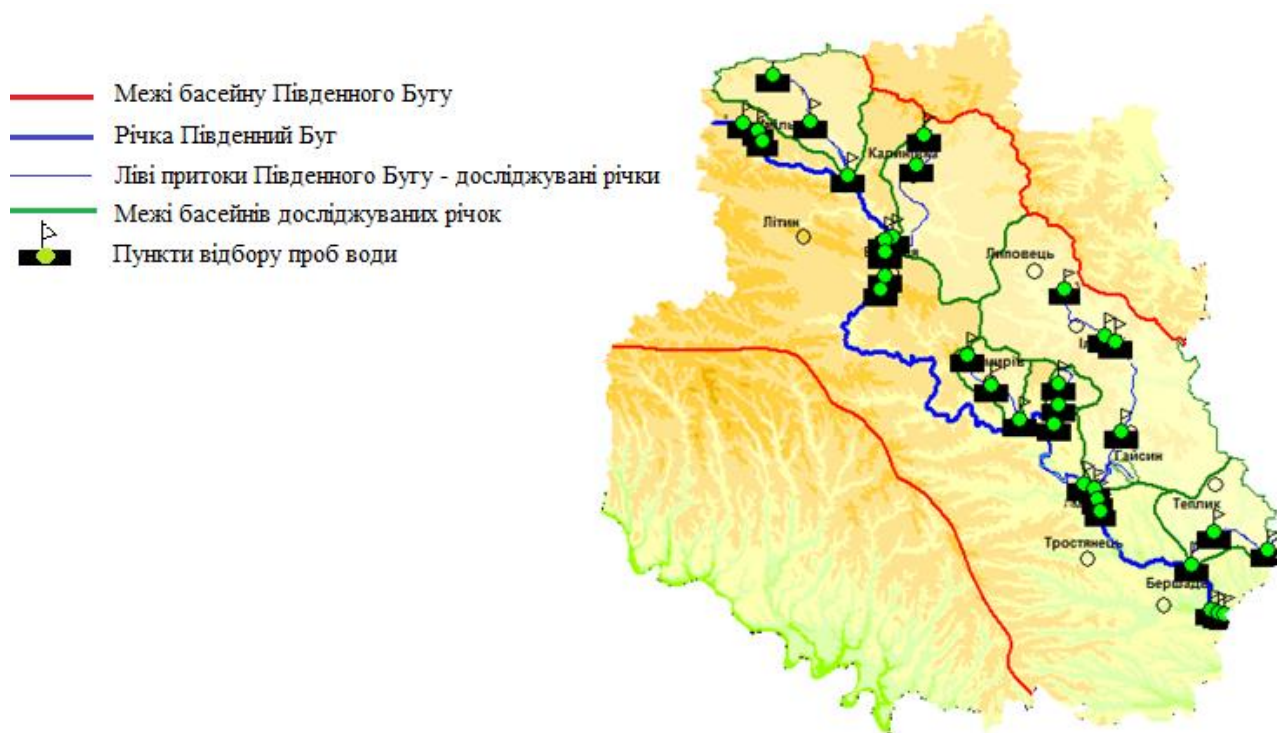 Межі басейну Південного Бугу
Річка Південний Буг
Ліві притоки Південного Бугу - досліджувані річки
Межі басейнів досліджуваних річок
Пункти відбору проб води
Калинівка
Літин
Липовець
Гайсин
Теплик
Тростянець
Бершадь